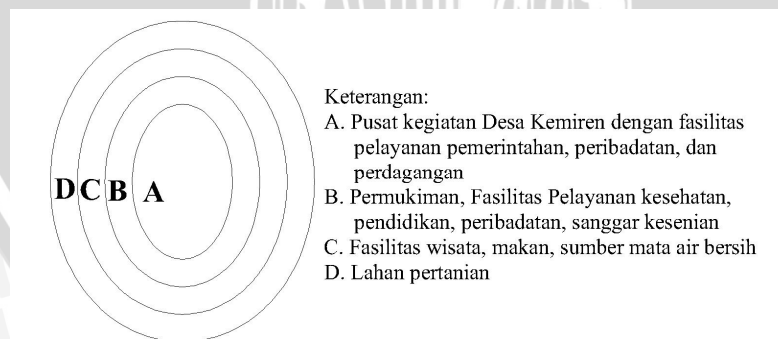 Keterangan:
A. Pusat kegiatan Desa Kemiren dengan fasilitas
pelayanan pemerintahan, peribadatan, dan
perdagangan
D C B A
B. Permukiman, Fasilitas Pelayanan kesehatan,
pendidikan, peribadatan, sanggar kesenian
C. Fasilitas wisata, makan, sumber mata air bersih
D. Lahan pertanian